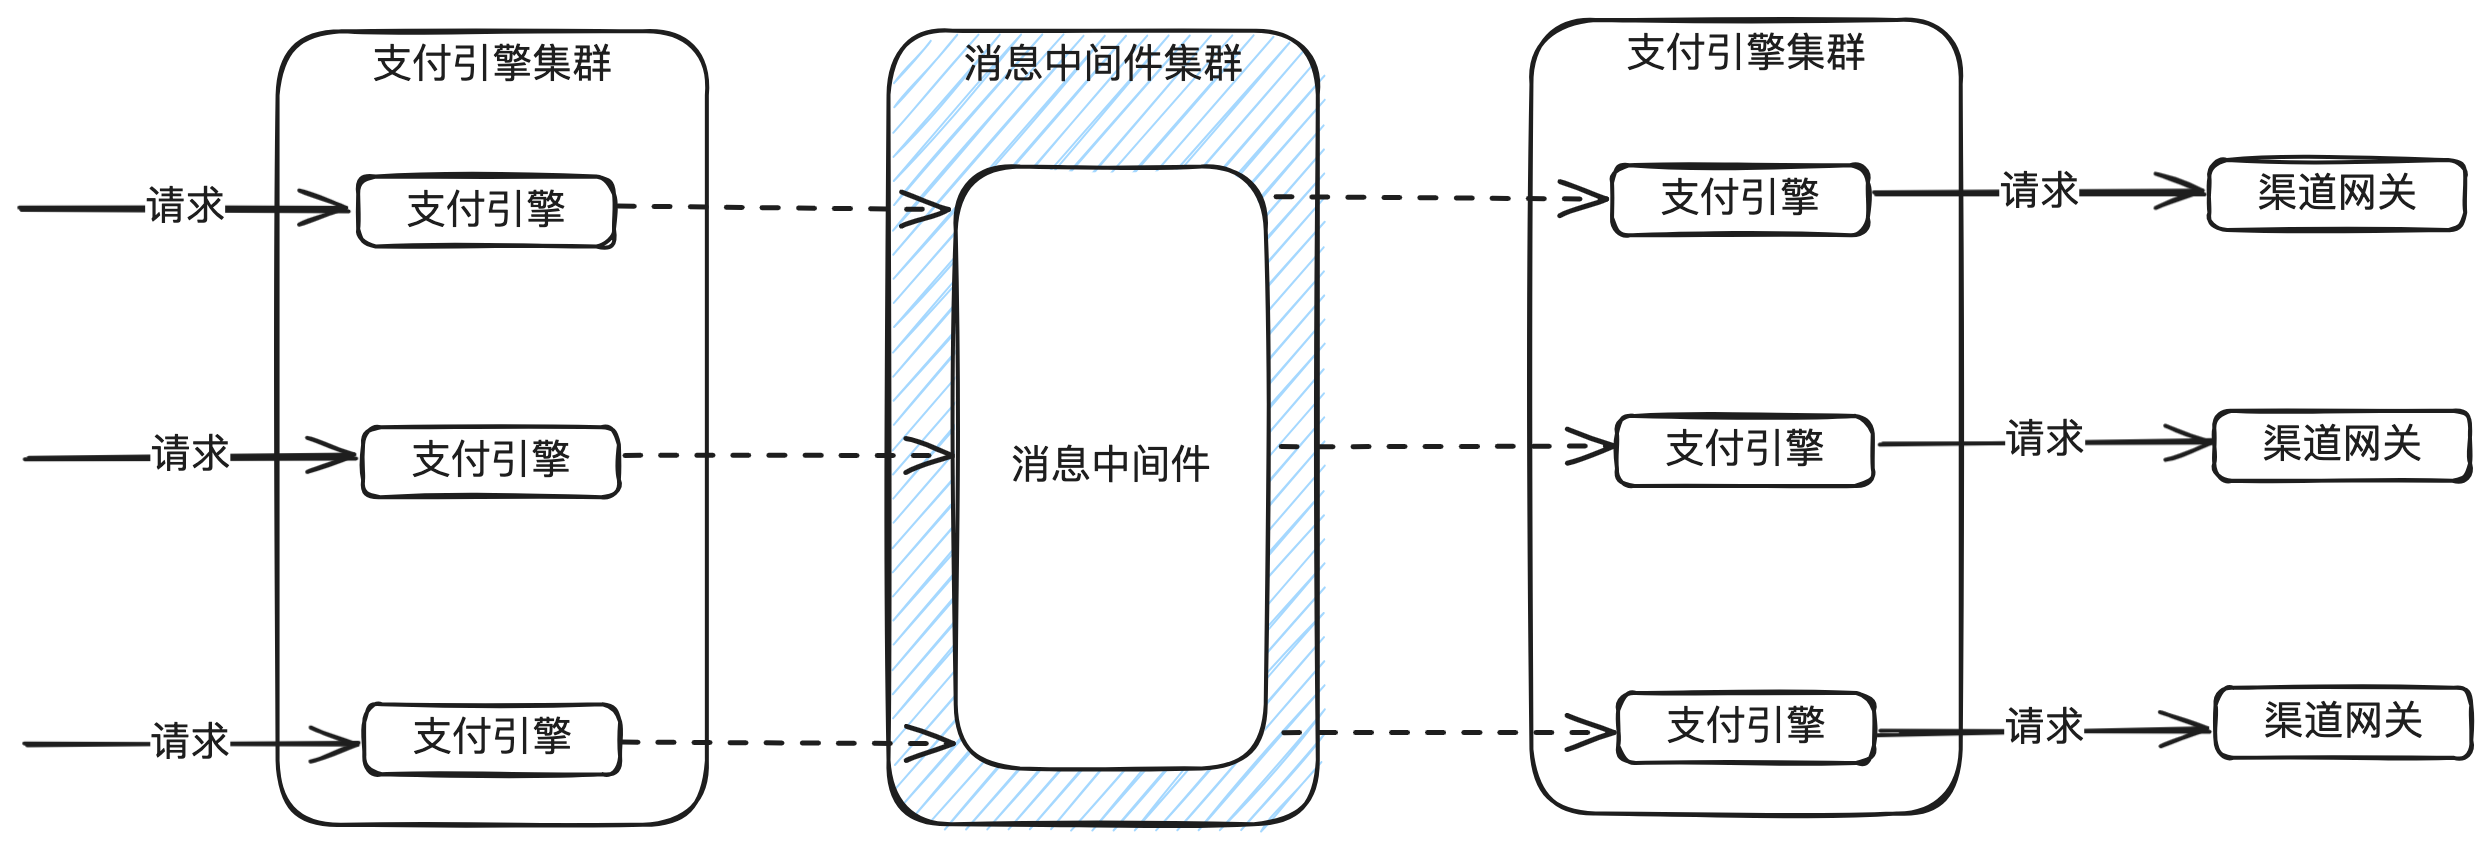 支付引擎集群
消息中间件集群
支付引擎集群
请求
支付引擎
支付引擎
请求
渠道网关
请求
支付引擎
消息中间件
支付引擎
请求
渠道网关
请求
支付引擎
支付引擎
请求
渠道网关